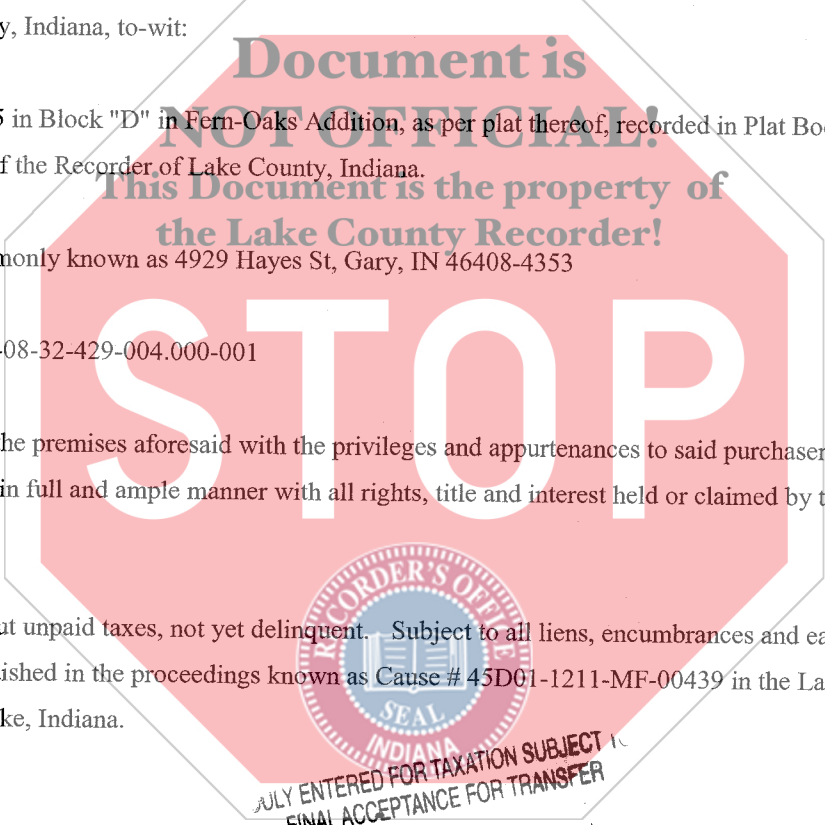 y, Indiana, to-wit:
Document is
NOT OFFICIAL!
5 in Block "D" in Fern-Oaks Addition, as per plat thereof, recorded in Plat Bo
f the Recorder of Lake County, Indiana.
This Document is the property of
the Lake County Recorder!
monly known as 4929 Hayes St, Gary, IN 46408-4353
STOP
-08-32-429-004.000-001
he premises aforesaid with the privileges and appurtenances to said purchaser
in full and ample manner with all rights, title and interest held or claimed by t
RECORDER'S OFFICE
ut unpaid taxes, not yet delinquent. Subject to all liens, encumbrances and ea
ished in the proceedings known as Cause # 45D01-1211-MF-00439 in the La
SEAL
ke, Indiana.
INDIANA
DULY ENTERED FOR TAXATION SUBJECT
FINAL ACCEPTANCE FOR TRANSFER